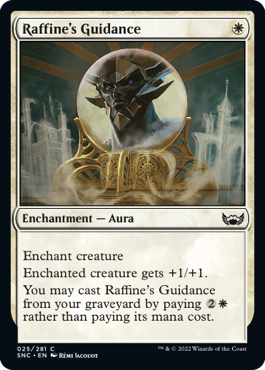 Raffine's Guidance
Enchantment — Aura
Enchant creature
Enchanted creature gets +1/+1.
You may cast Raffine's Guidance
from your graveyard by paying 2
rather than paying its mana cost.
025/281 C
SNC • EN Rémi Jacquot
™ & © 2022 Wizards of the Coast